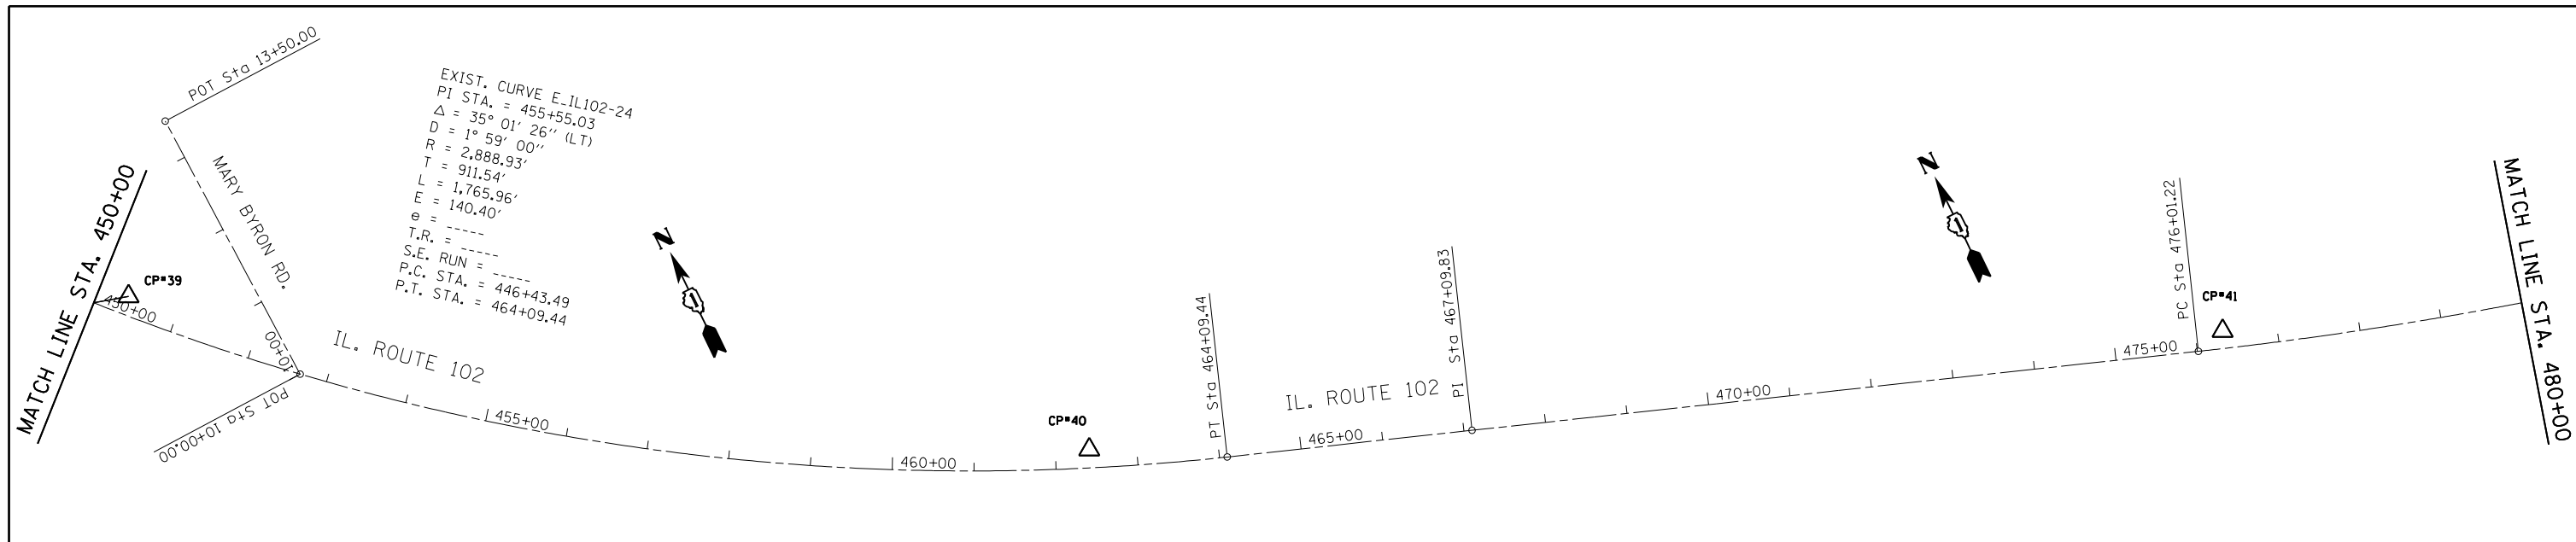 POT Sta 13+50.00
MARY BYRON RD.
MATCH LINE STA. 450+00
CP#39
450+00
10+00
POT Sta 10+00.00
EXIST. CURVE E_IL102-24
PI STA. = 455+55.03
Δ = 35° 01' 26" (LT)
D = 1° 59' 00"
R = 2,888.93'
T = 911.54'
L = 1,765.96'
E = 140.40'
e = -----
T.R. = -----
S.E. RUN = -----
P.C. STA. = 446+43.49
P.T. STA. = 464+09.44
IL. ROUTE 102
455+00
N
460+00
CP#40
PT Sta 464+09.44
IL. ROUTE 102
465+00
PI Sta 467+09.83
470+00
N
475+00
PC Sta 476+01.22
CP#41
MATCH LINE STA. 480+00